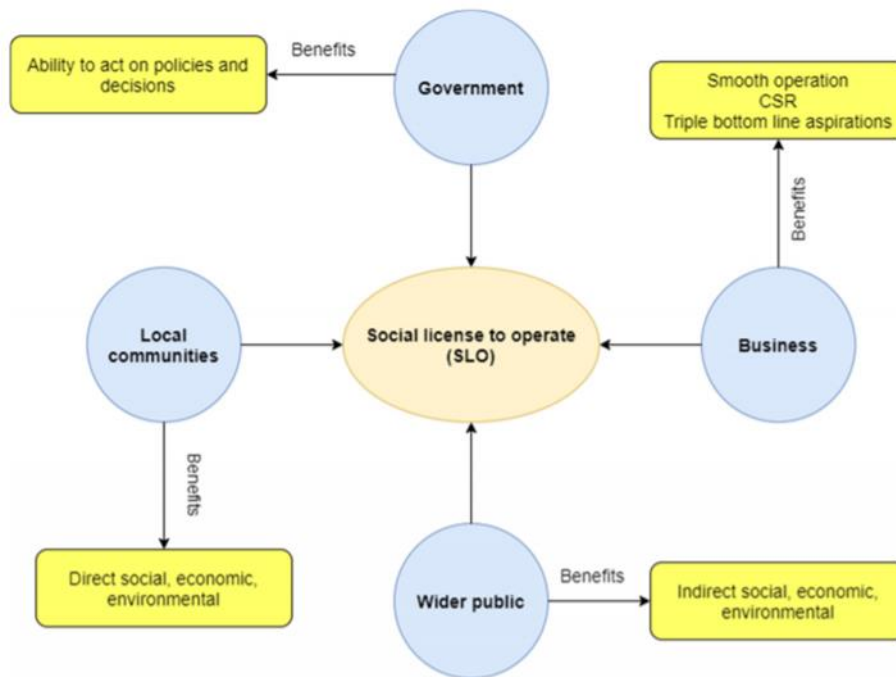 Benefits
Ability to act on policies and
decisions
Government
Smooth operation
CSR
Triple bottom line aspirations
Benefits
Local
communities
Social license to operate
(SLO)
Business
Benefits
Direct social, economic,
environmental
Wider public
Benefits
Indirect social, economic,
environmental